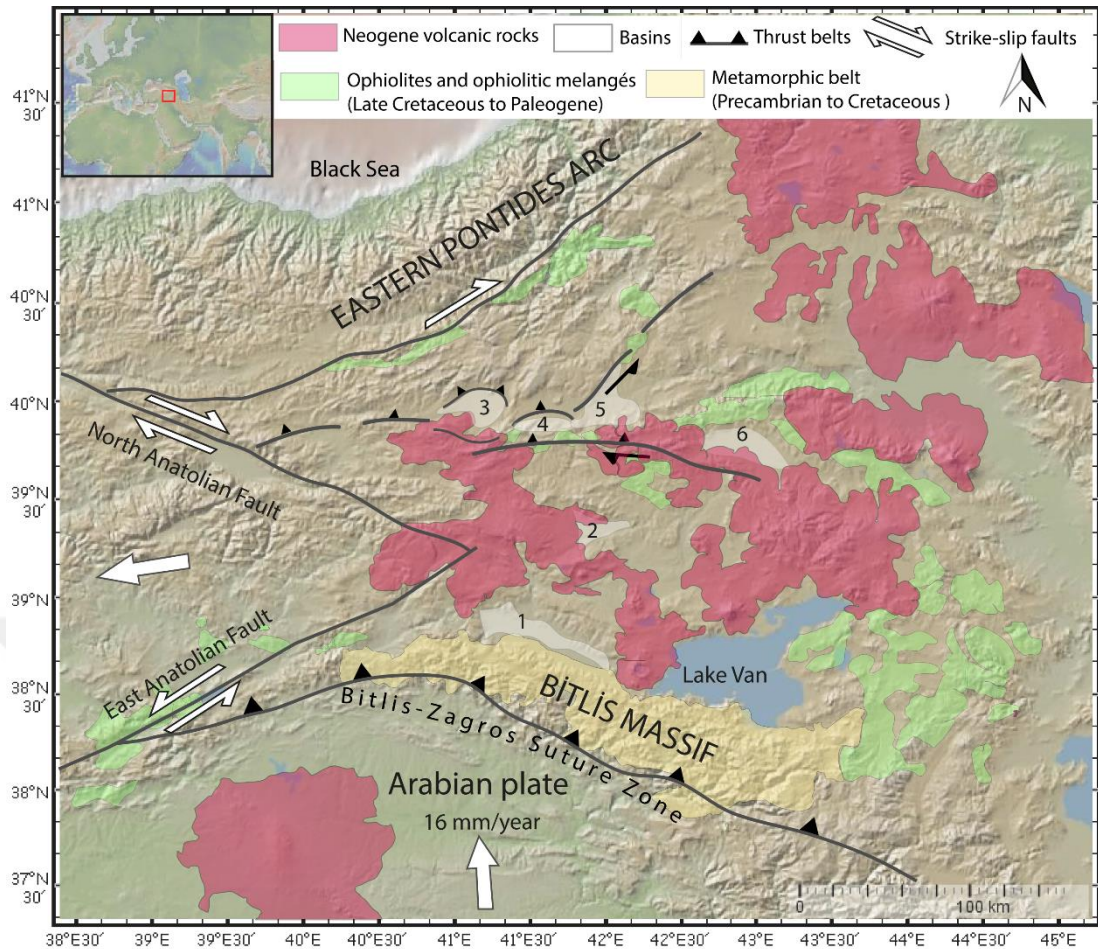 Neogene volcanic rocks
Basins
Thrust belts
Strike-slip faults
Ophiolites and ophiolitic melangés
(Late Cretaceous to Paleogene)
Metamorphic belt
(Precambrian to Cretaceous )
N
41°N
30′
41°N
40°N
30′
40°N
39°N
30′
39°N
38°N
30′
38°N
37°N
30′
Black Sea
EASTERN PONTIDES ARC
North Anatolian Fault
3
4
5
6
2
1
East Anatolian Fault
Lake Van
BİTLİS MASSIF
Bitlis-Zagros Suture Zone
Arabian plate
16 mm/year
0 100 km
38°E30′ 39°E 39°E30′ 40°E 40°E30′ 41°E 41°E30′ 42°E 42°E30′ 43°E 43°E30′ 44°E 44°E30′ 45°E